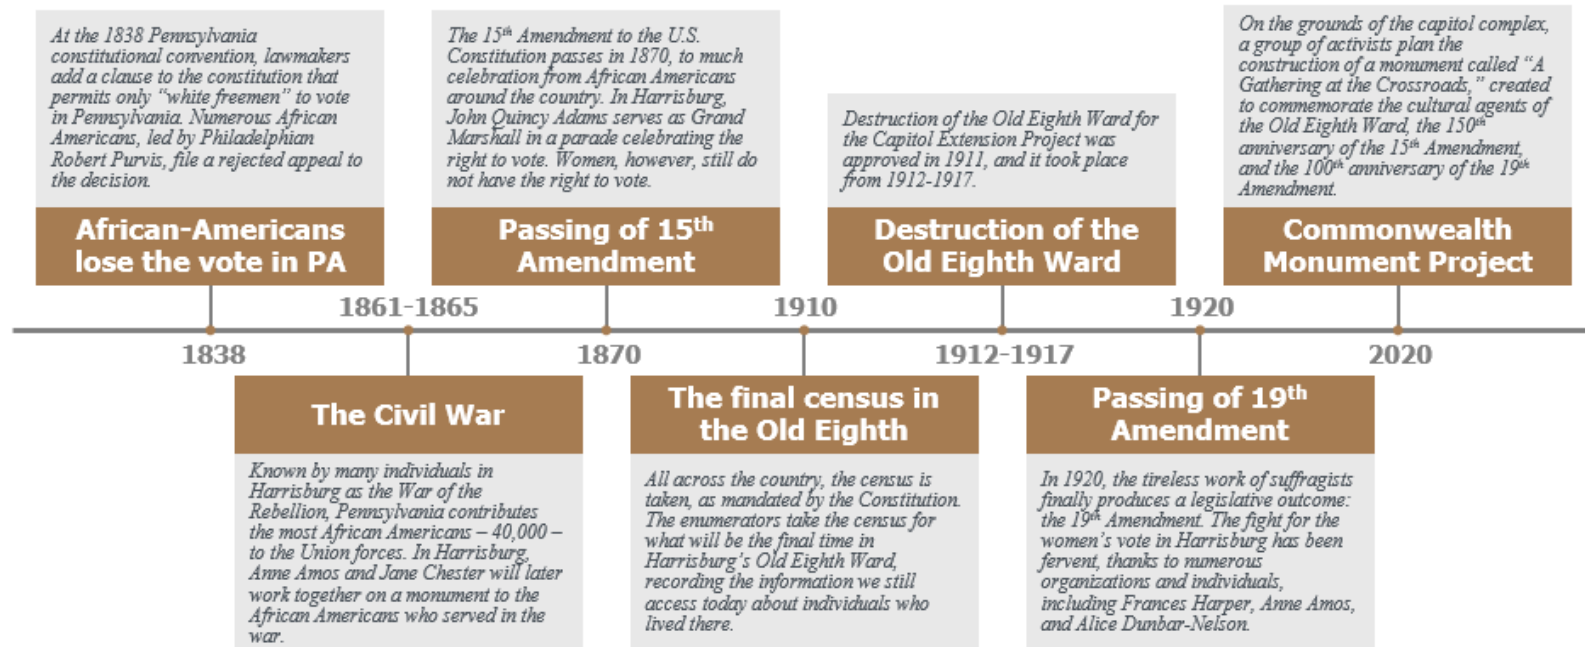 At the 1838 Pennsylvania
constitutional convention, lawmakers
add a clause to the constitution that
permits only “white freemen” to vote
in Pennsylvania. Numerous African
Americans, led by Philadelphian
Robert Purvis, file a rejected appeal to
the decision.
African-Americans
lose the vote in PA
1838
1861-1865
The Civil War
Known by many individuals in
Harrisburg as the War of the
Rebellion, Pennsylvania contributes
the most African Americans – 40,000 –
to the Union forces. In Harrisburg,
Anne Amos and Jane Chester will later
work together on a monument to the
African Americans who served in the
war.
The 15th Amendment to the U.S.
Constitution passes in 1870, to much
celebration from African Americans
around the country. In Harrisburg,
John Quincy Adams serves as Grand
Marshall in a parade celebrating the
right to vote. Women, however, still do
not have the right to vote.
Passing of 15th
Amendment
1870
1910
The final census in
the Old Eighth
All across the country, the census is
taken, as mandated by the Constitution.
The enumerators take the census for
what will be the final time in
Harrisburg’s Old Eighth Ward,
recording the information we still
access today about individuals who
lived there.
Destruction of the Old Eighth Ward for
the Capitol Extension Project was
approved in 1911, and it took place
from 1912-1917.
Destruction of the
Old Eighth Ward
1912-1917
1920
Passing of 19th
Amendment
In 1920, the tireless work of suffragists
finally produces a legislative outcome:
the 19th Amendment. The fight for the
women’s vote in Harrisburg has been
fervent, thanks to numerous
organizations and individuals,
including Frances Harper, Anne Amos,
and Alice Dunbar-Nelson.
On the grounds of the capitol complex,
a group of activists plan the
construction of a monument called “A
Gathering at the Crossroads,” created
to commemorate the cultural agents of
the Old Eighth Ward, the 150th
anniversary of the 15th Amendment,
and the 100th anniversary of the 19th
Amendment.
Commonwealth
Monument Project
2020